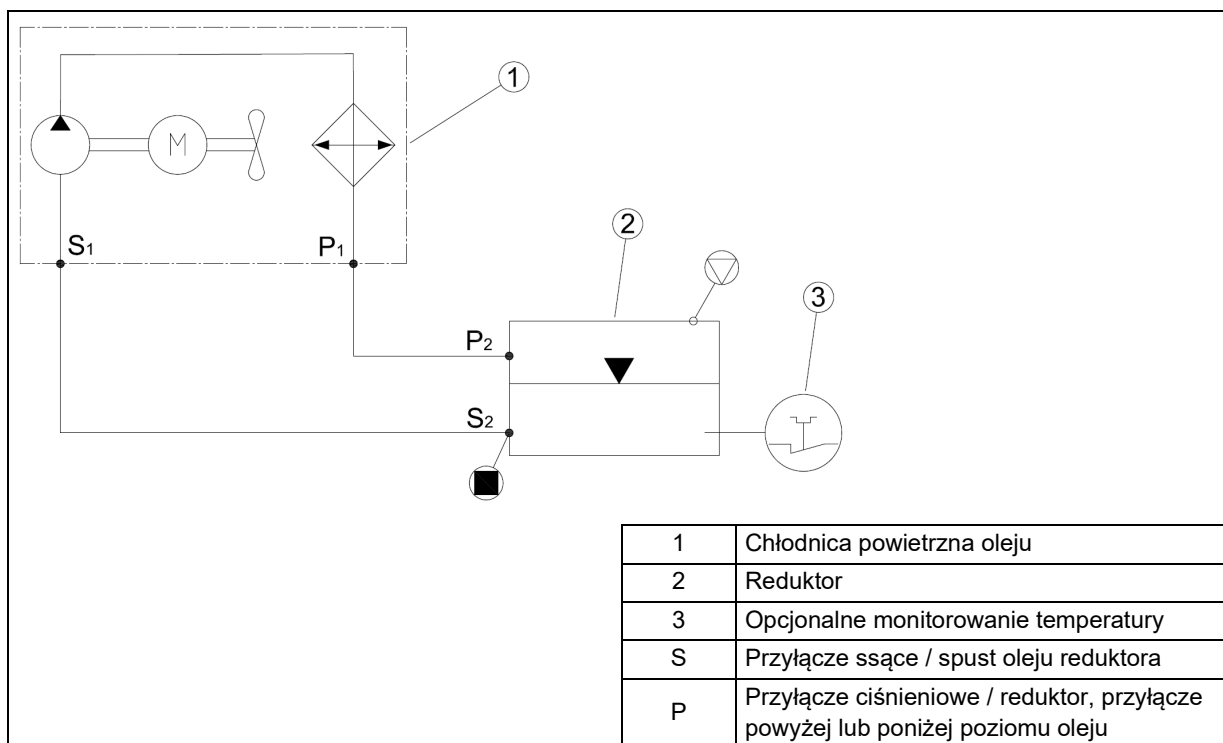 1
M
S1
P1
2
3
P2
S2
1 Chłodnica powietrzna oleju
2 Reduktor
3 Opcjonalne monitorowanie temperatury
S Przyłącze ssące / spust oleju reduktora
P Przyłącze ciśnieniowe / reduktor, przyłącze
powyżej lub poniżej poziomu oleju